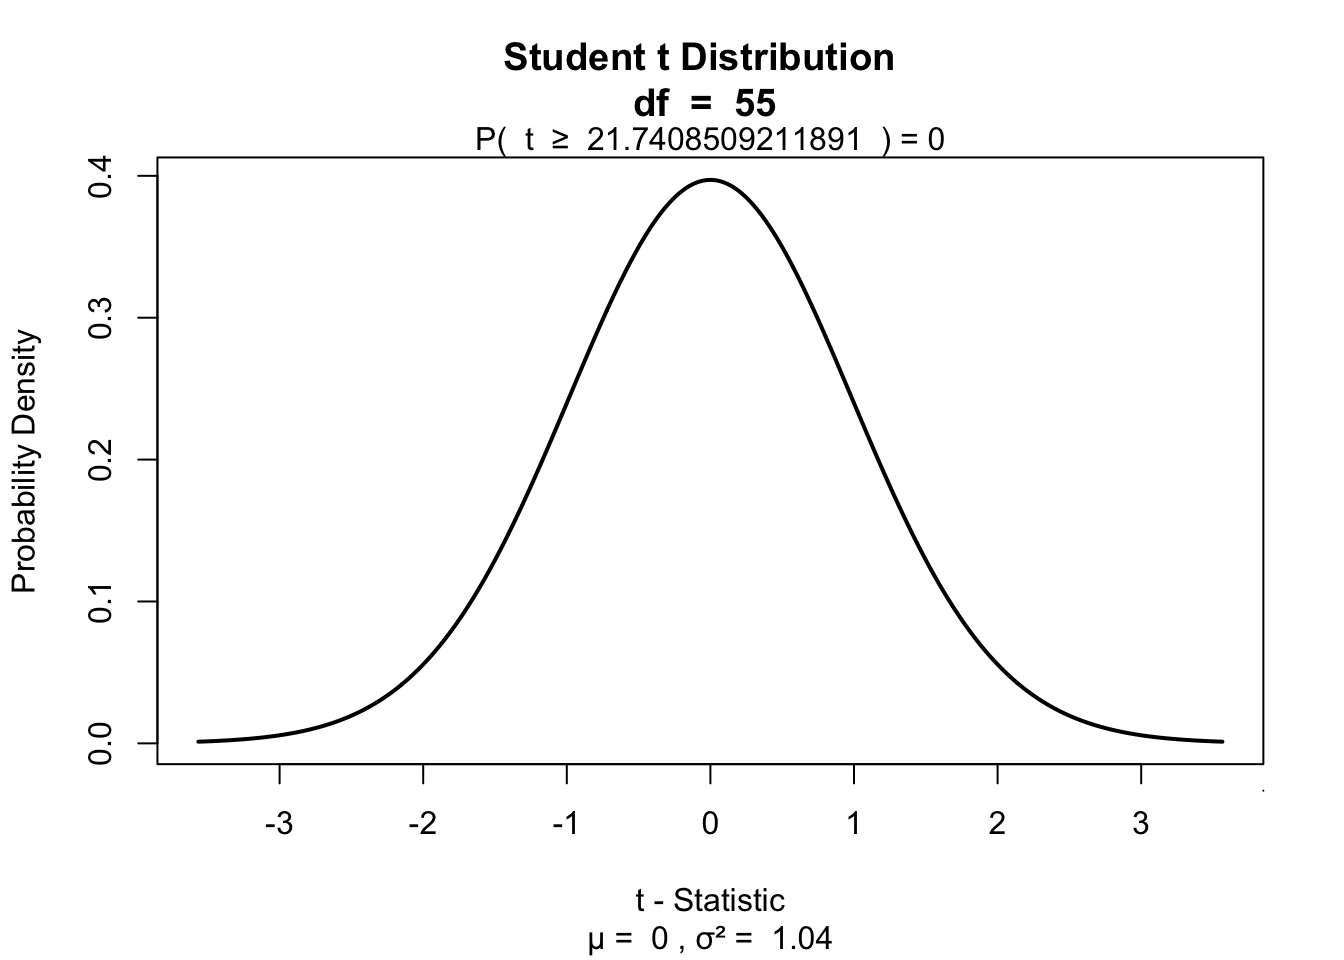 Student t Distribution
df = 55
P( t ≥ 21.7408509211891 ) = 0
Probability Density
0.4
0.3
0.2
0.1
0.0
-3 -2 -1 0 1 2 3
t - Statistic
μ = 0 , σ² = 1.04